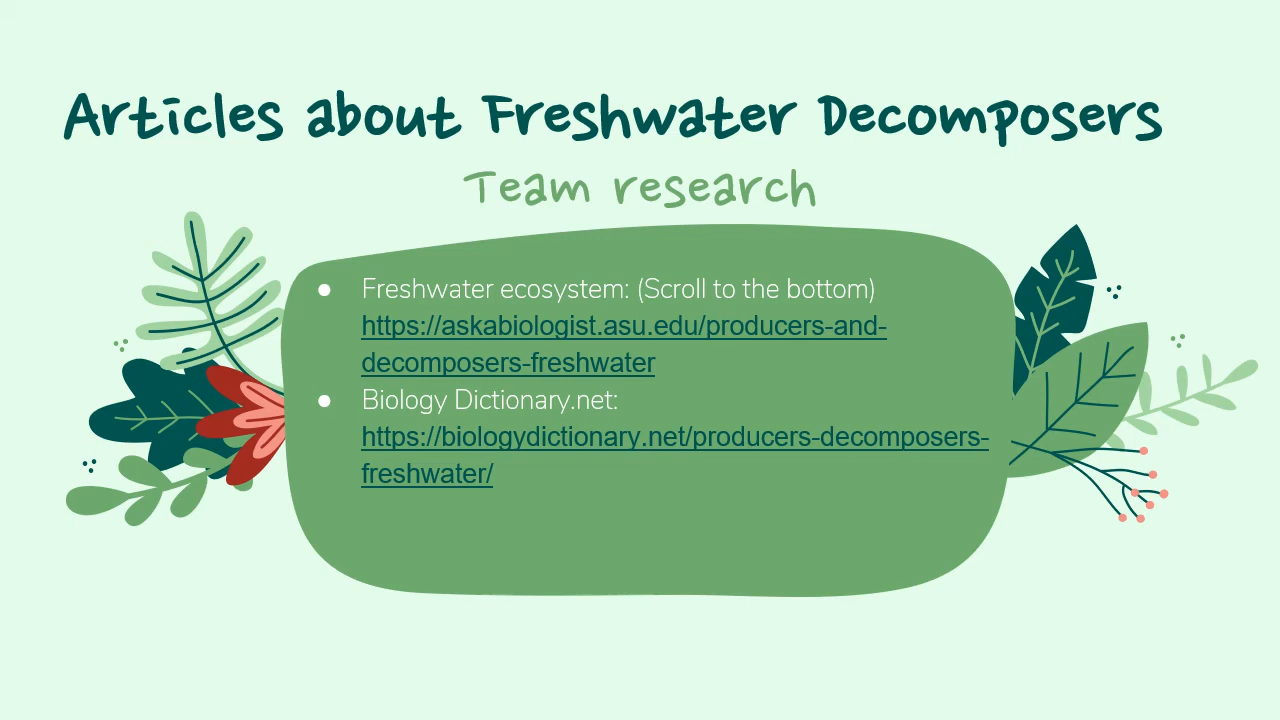 Articles about Freshwater Decomposers
Team research
● Freshwater ecosystem: (Scroll to the bottom)
https://askabiologist.asu.edu/producers-and-
decomposers-freshwater
● Biology Dictionary.net:
https://biologydictionary.net/producers-decomposers-
freshwater/